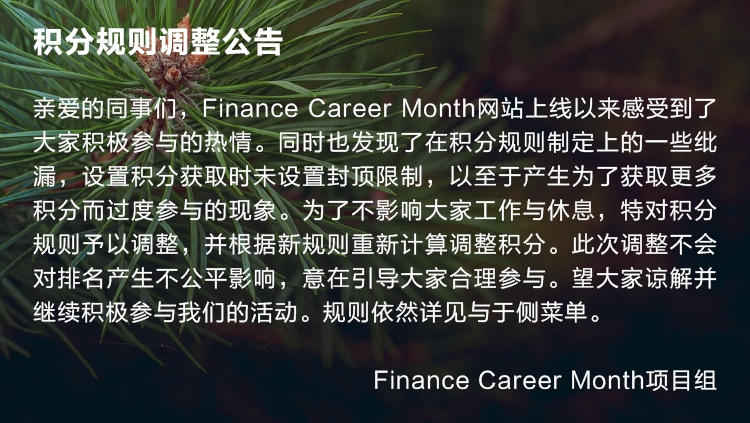 积分规则调整公告
亲爱的同事们，Finance Career Month网站上线以来感受到了
大家积极参与的热情。同时也发现了在积分规则制定上的一些纰
漏，设置积分获取时未设置封顶限制，以至于产生为了获取更多
积分而过度参与的现象。为了不影响大家工作与休息，特对积分
规则予以调整，并根据新规则重新计算调整积分。此次调整不会
对排名产生不公平影响，意在引导大家合理参与。望大家谅解并
继续积极参与我们的活动。规则依然详见与于侧菜单。
Finance Career Month项目组